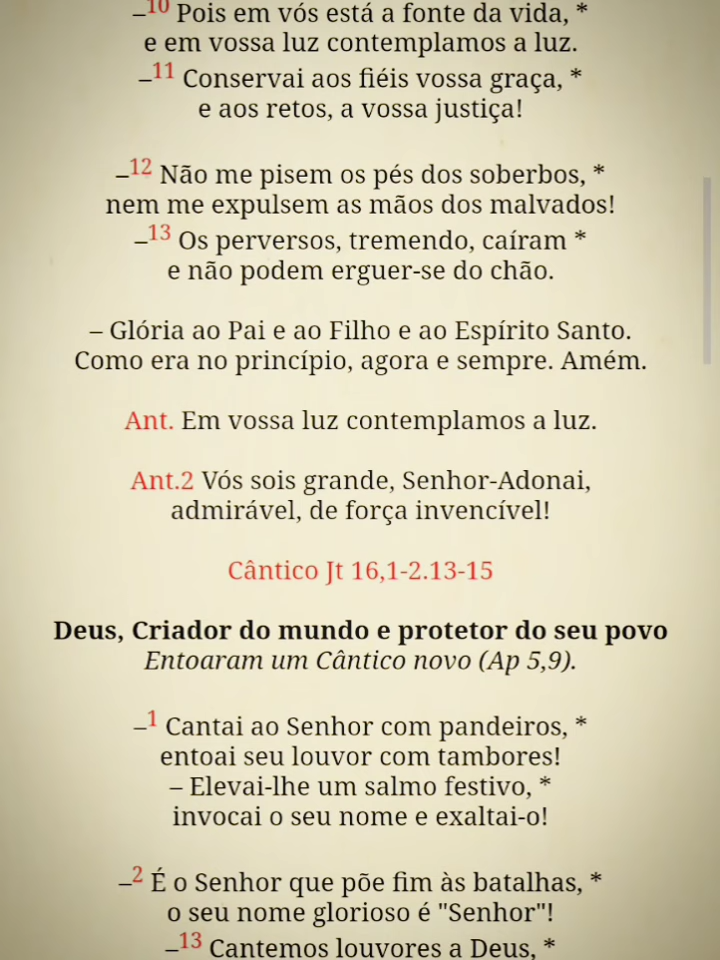 –10 Pois em vós está a fonte da vida, *
e em vossa luz contemplamos a luz.
–11 Conservai aos fiéis vossa graça, *
e aos retos, a vossa justiça!
–12 Não me pisem os pés dos soberbos, *
nem me expulsem as mãos dos malvados!
–13 Os perversos, tremendo, caíram *
e não podem erguer-se do chão.
– Glória ao Pai e ao Filho e ao Espírito Santo.
Como era no princípio, agora e sempre. Amém.
Ant. Em vossa luz contemplamos a luz.
Ant.2 Vós sois grande, Senhor-Adonai,
admirável, de força invencível!
Cântico Jt 16,1-2.13-15
Deus, Criador do mundo e protetor do seu povo
Entoaram um Cântico novo (Ap 5,9).
–1 Cantai ao Senhor com pandeiros, *
entoai seu louvor com tambores!
– Elevai-lhe um salmo festivo, *
invocai o seu nome e exaltai-o!
–2 É o Senhor que põe fim às batalhas, *
o seu nome glorioso é "Senhor"!
–13 Cantemos louvores a Deus, *